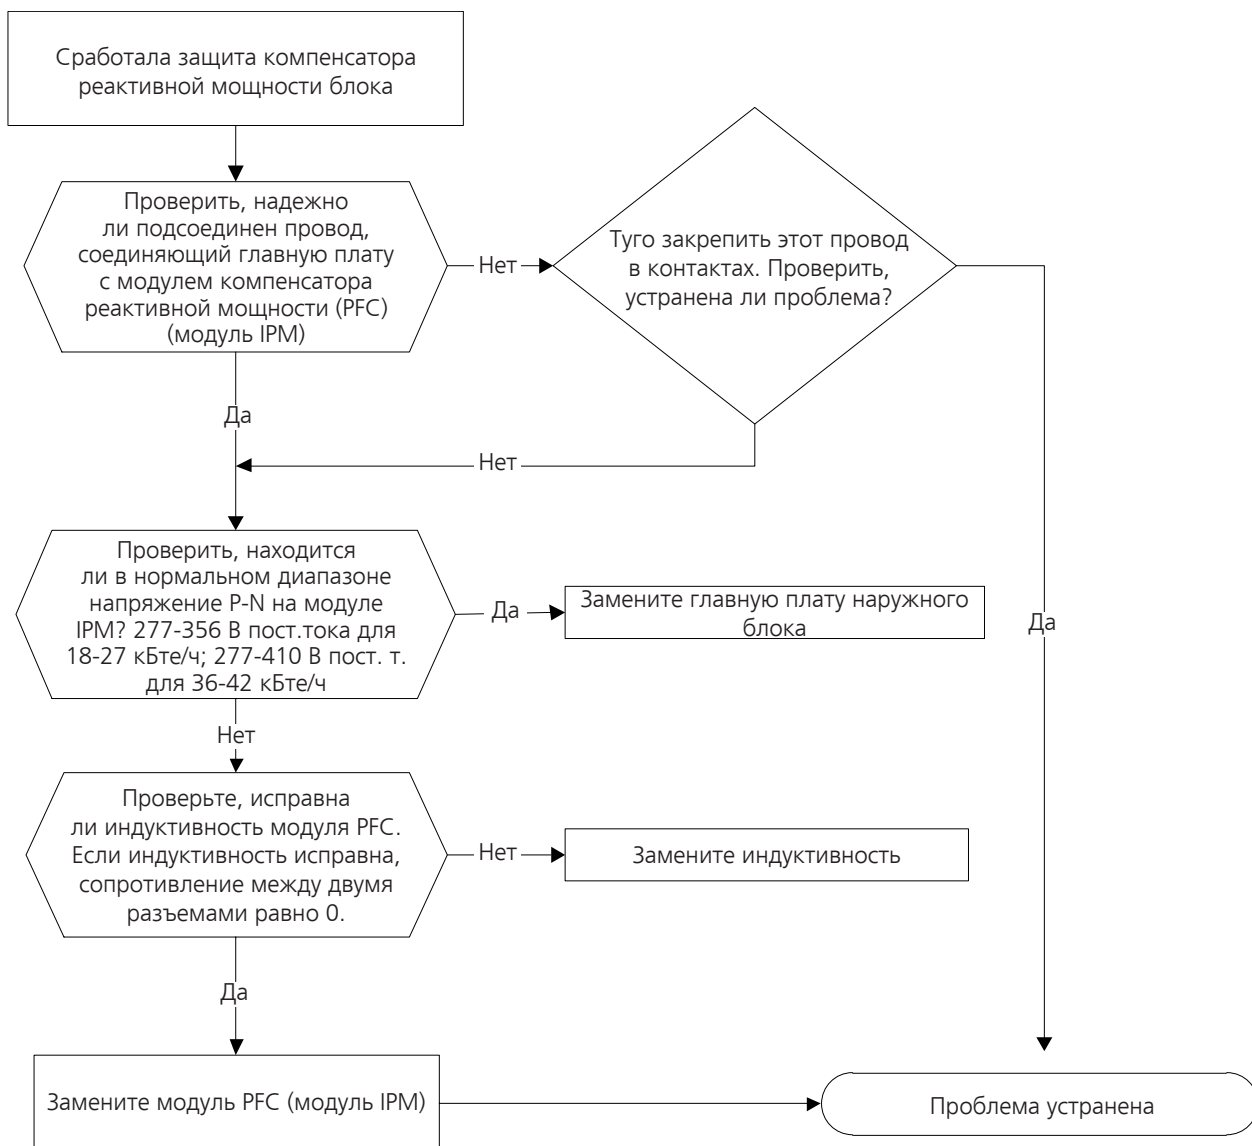 Сработала защита компенсатора
реактивной мощности блока
Проверить, надежно
ли подсоединен провод,
соединяющий главную плату
с модулем компенсатора
реактивной мощности (PFC)
(модуль IPM)
Нет
Туго закрепить этот провод
в контактах. Проверить,
устранена ли проблема?
Да
Нет
Проверить, находится
ли в нормальном диапазоне
напряжение P-N на модуле
IPM? 277-356 В пост.тока для
18-27 кБте/ч; 277-410 В пост. т.
для 36-42 кБте/ч
Да
Замените главную плату наружного
блока
Да
Нет
Проверьте, исправна
ли индуктивность модуля PFC.
Если индуктивность исправна,
сопротивление между двумя
разъемами равно 0.
Нет
Замените индуктивность
Да
Замените модуль PFC (модуль IPM)
Проблема устранена